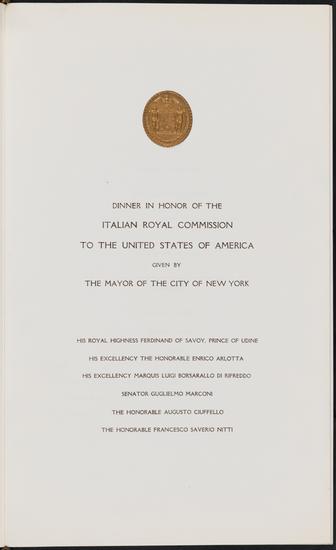 DINNER IN HONOR OF THE
ITALIAN ROYAL COMMISSION
TO THE UNITED STATES OF AMERICA
GIVEN BY
THE MAYOR OF THE CITY OF NEW YORK
HIS ROYAL HIGHNESS FERDINAND OF SAVOY, PRINCE OF UDINE
HIS EXCELLENCY THE HONORABLE ENRICO ARLOTTA
HIS EXCELLENCY MARQUIS LUIGI BORSARALLO DI RIFREDDO
SENATOR GUGLIELMO MARCONI
THE HONORABLE AUGUSTO CIUFFELLO
THE HONORABLE FRANCESCO SAVERIO NITTI